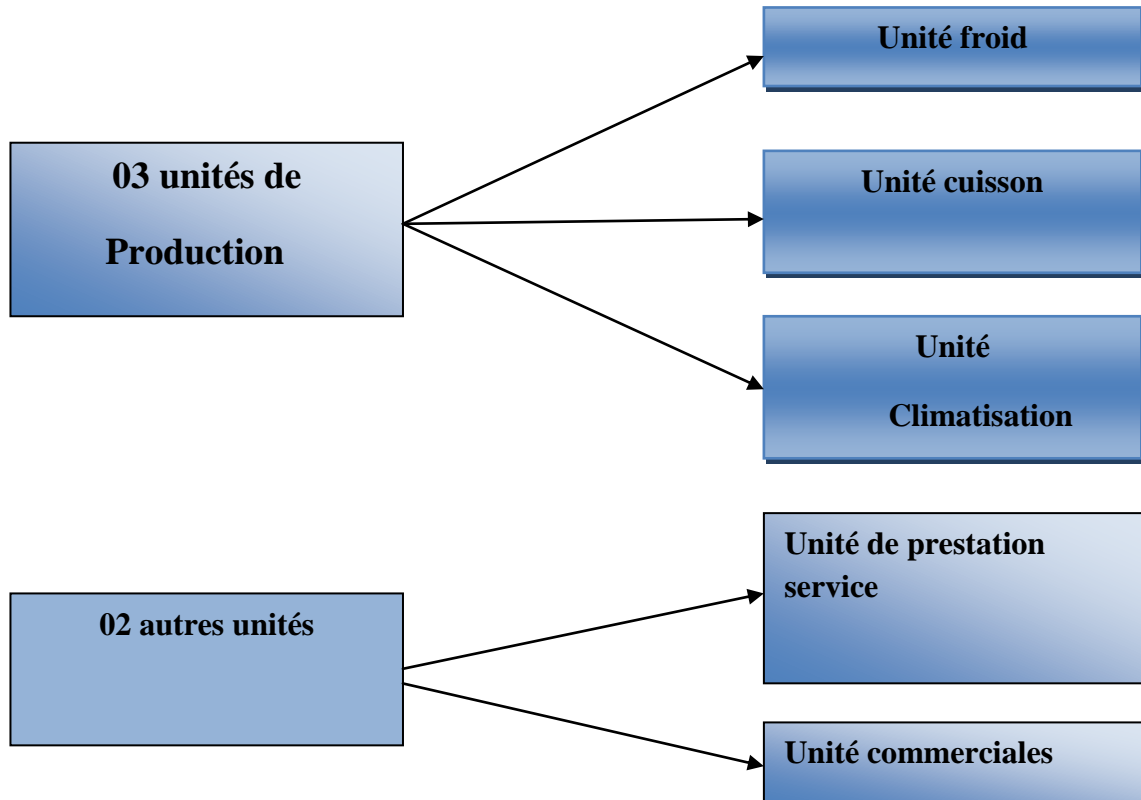 Unité froid
03 unités de
Production
Unité cuisson
Unité
Climatisation
Unité de prestation
service
02 autres unités
Unité commerciales